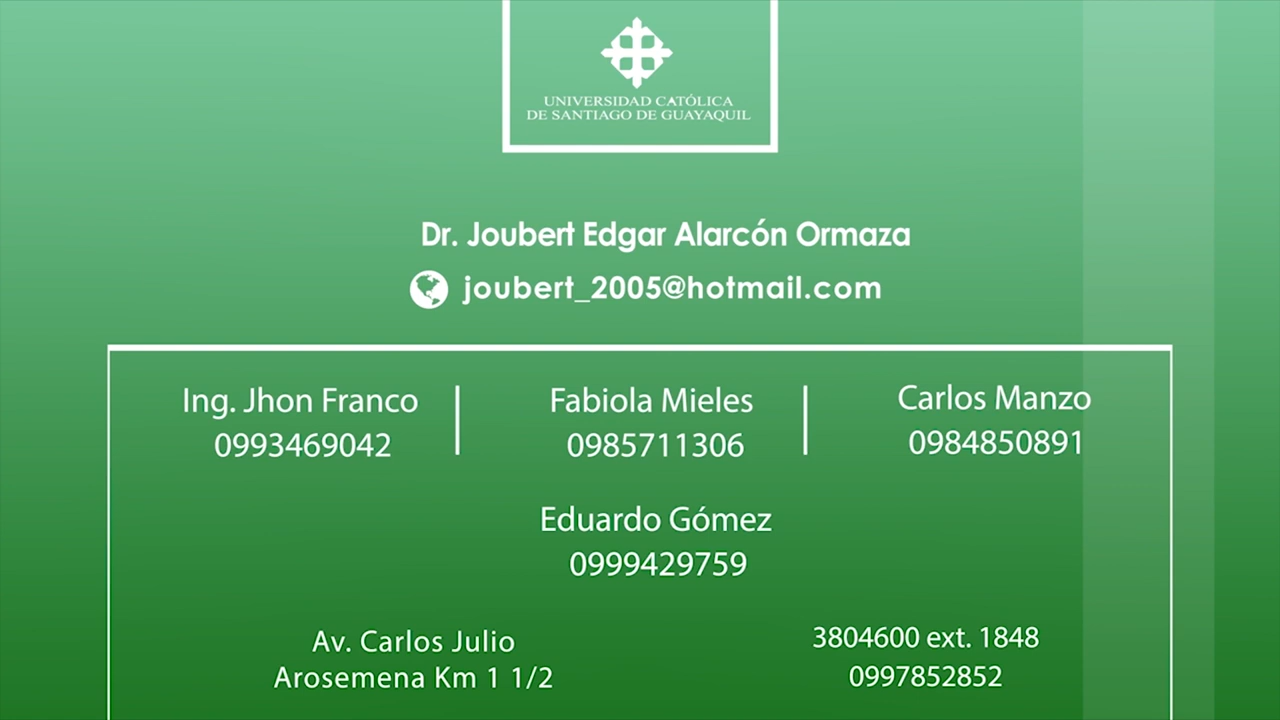 UNIVERSIDAD CATÓLICA
DE SANTIAGO DE GUAYAQUIL
Dr. Joubert Edgar Alarcón Ormaza
joubert_2005@hotmail.com
Ing. Jhon Franco
0993469042
Fabiola Mieles
0985711306
Carlos Manzo
0984850891
Eduardo Gómez
0999429759
Av. Carlos Julio
Arosemena Km 1 1/2
3804600 ext. 1848
0997852852